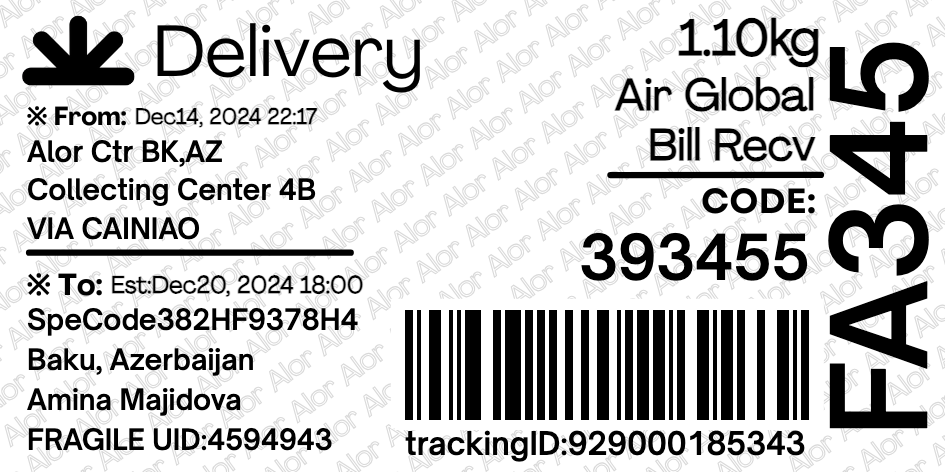 Delivery
※ From: Dec14, 2024 22:17
Alor Ctr BK,AZ
Collecting Center 4B
VIA CAINIAO
※ To: Est:Dec20, 2024 18:00
SpeCode382HF9378H4
Baku, Azerbaijan
Amina Majidova
FRAGILE UID:4594943
1.10kg
Air Global
Bill Recv
CODE:
393455
trackingID:929000185343
FA345